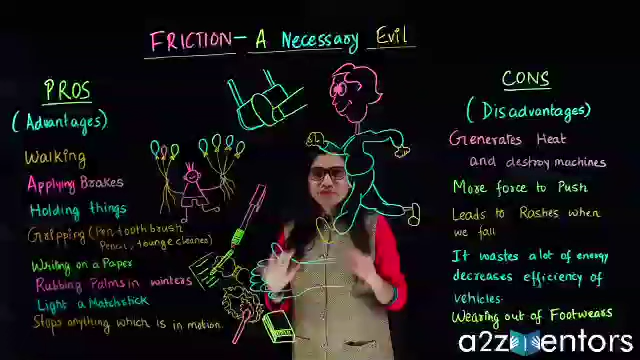 FRICTION - A Necessary Evil
PROS
(Advantages)
Walking
Applying Brakes
Holding things
Gripping (Pen, tooth brush
Pencil, tounge cleaner)
Writing on a Paper
Rubbing Palms in winters
Light a Matchstick
Stops anything which is in motion.
CONS
(Disadvantages)
Generates Heat
and destroy machines
More force to Push
Leads to Rashes when
we fall
It wastes a lot of energy
decreases efficiency of
vehicles.
Wearing out of Footwears
a2zmentors